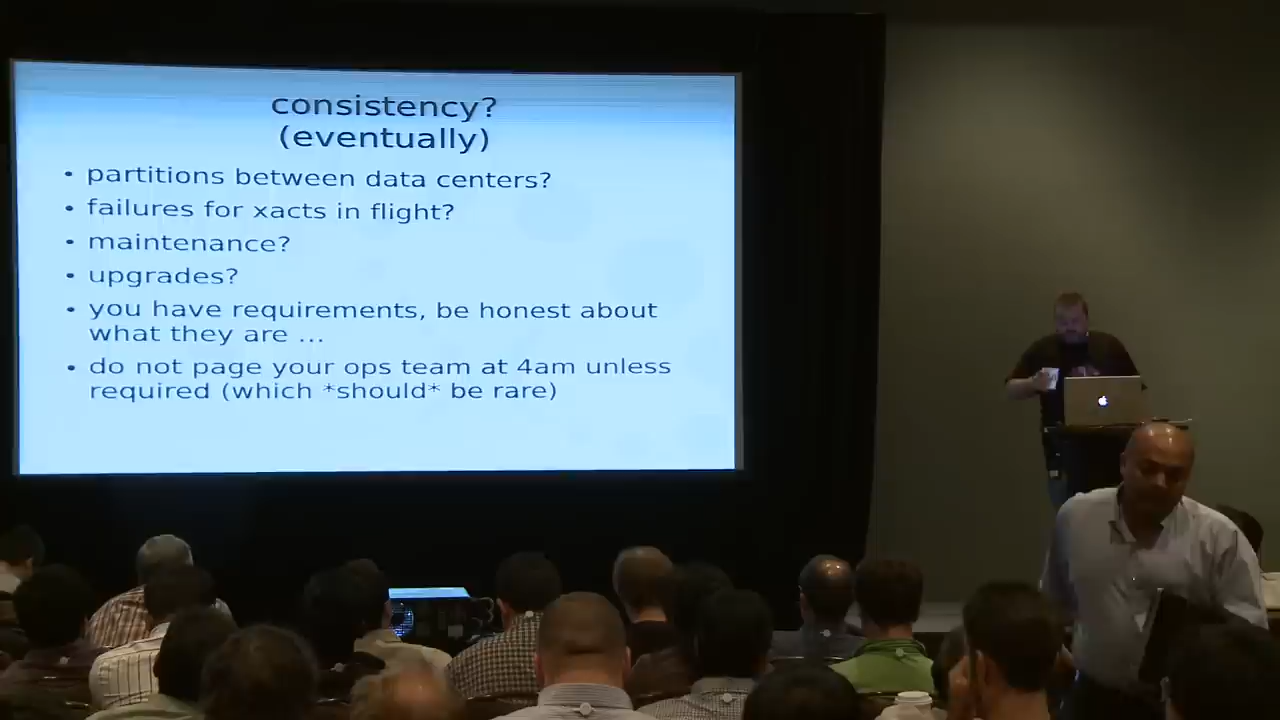 consistency?
(eventually)
• partitions between data centers?
• failures for xacts in flight?
• maintenance?
• upgrades?
• you have requirements, be honest about
what they are ...
• do not page your ops team at 4am unless
required (which *should* be rare)